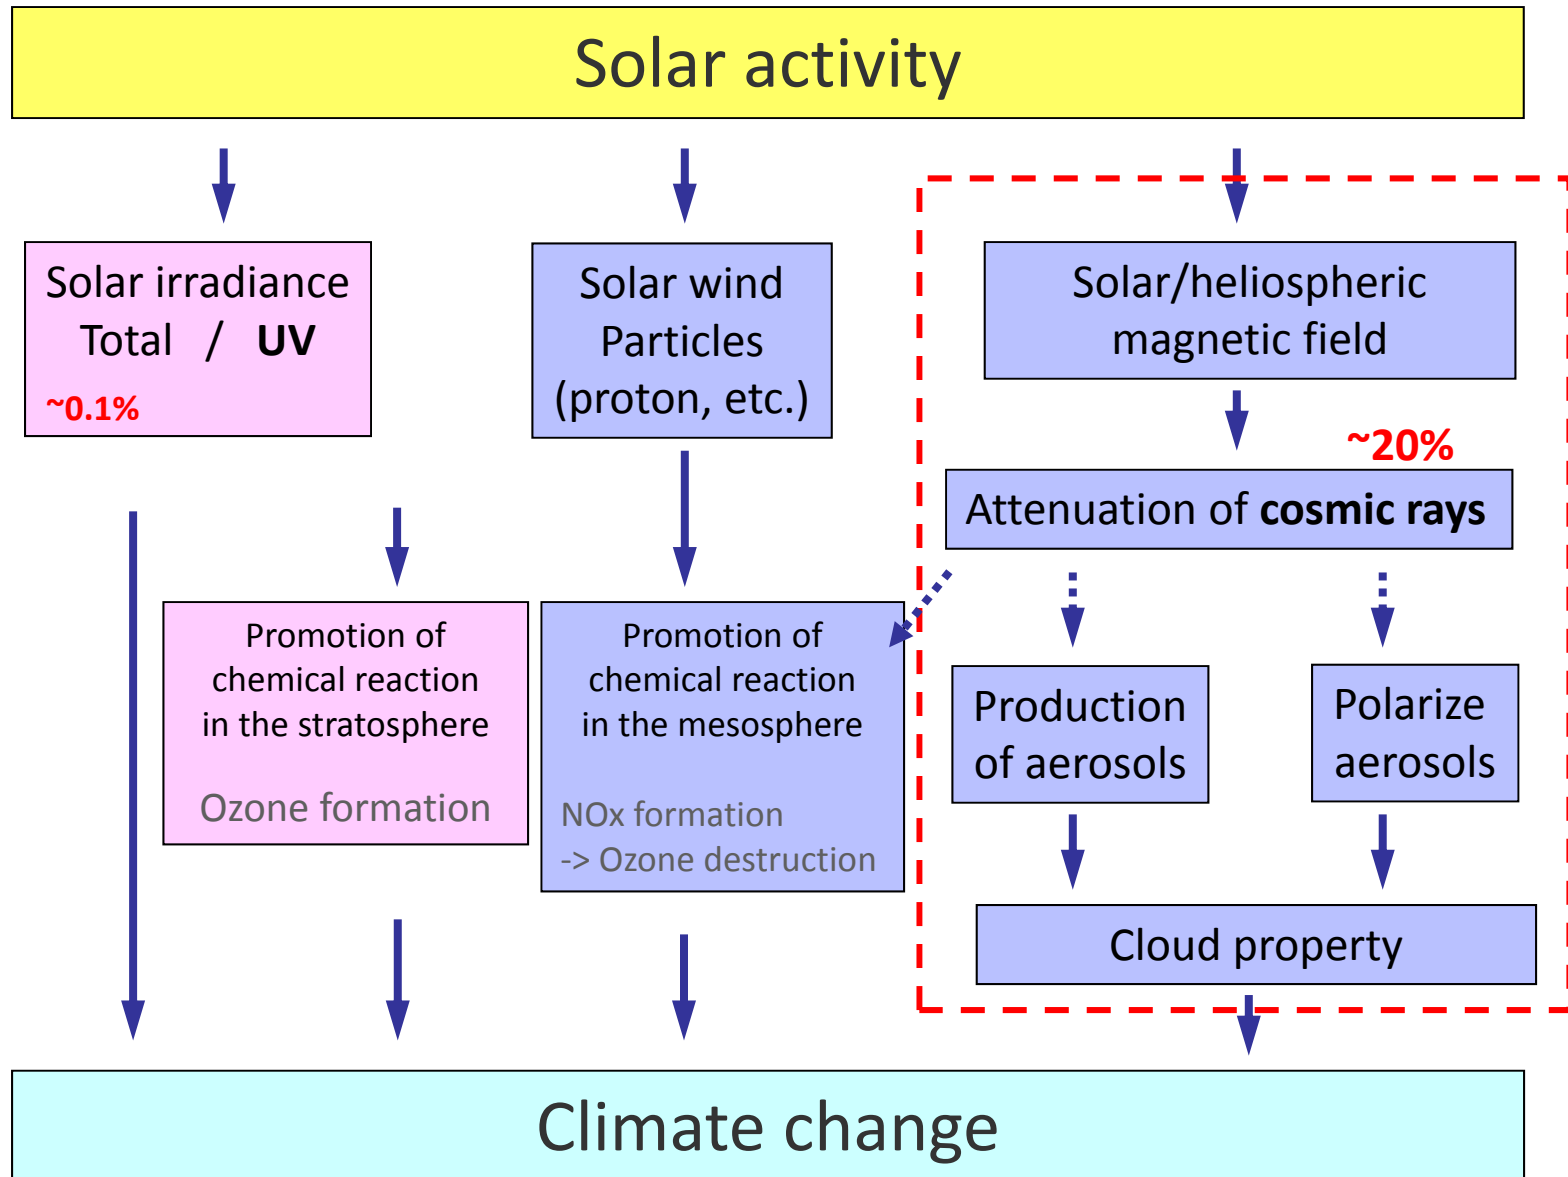 Solar activity
Solar irradiance
Total / UV
~0.1%
Solar wind
Particles
(proton, etc.)
Solar/heliospheric
magnetic field
~20%
Attenuation of cosmic rays
Promotion of
chemical reaction
in the stratosphere
Ozone formation
Promotion of
chemical reaction
in the mesosphere
NOx formation
-> Ozone destruction
Production
of aerosols
Polarize
aerosols
Cloud property
Climate change